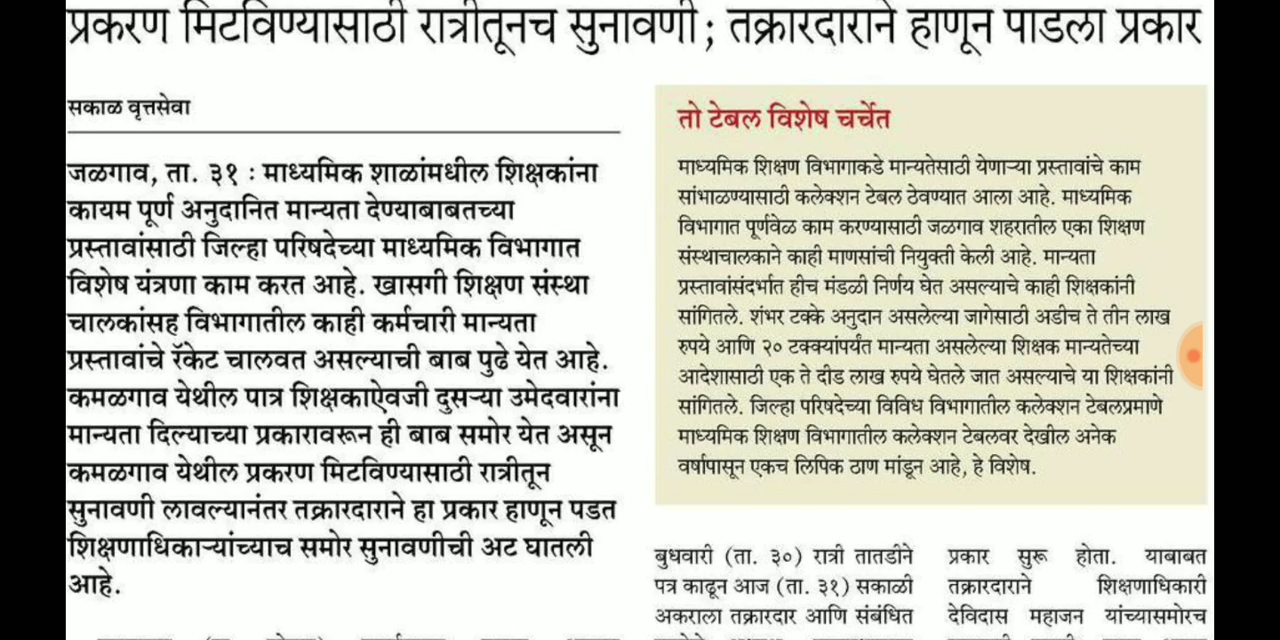 प्रकरण मिटविण्यासाठी रात्रीतूनच सुनावणी; तक्रारदाराने हाणून पाडला प्रकार
सकाळ वृत्तसेवा
जळगाव, ता. ३१ : माध्यमिक शाळांमधील शिक्षकांना
कायम पूर्ण अनुदानित मान्यता देण्याबाबतच्या
प्रस्तावांसाठी जिल्हा परिषदेच्या माध्यमिक विभागात
विशेष यंत्रणा काम करत आहे. खासगी शिक्षण संस्था
चालकांसह विभागातील काही कर्मचारी मान्यता
प्रस्तावांचे रॅकेट चालवत असल्याची बाब पुढे येत आहे.
कमळगाव येथील पात्र शिक्षकाऐवजी दुसऱ्या उमेदवारांना
मान्यता दिल्याच्या प्रकारावरून ही बाब समोर येत असून
कमळगाव येथील प्रकरण मिटविण्यासाठी रात्रीतून
सुनावणी लावल्यानंतर तक्रारदाराने हा प्रकार हाणून पडत
शिक्षणाधिकाऱ्यांच्याच समोर सुनावणीची अट घातली
आहे.
तो टेबल विशेष चर्चेत
माध्यमिक शिक्षण विभागाकडे मान्यतेसाठी येणाऱ्या प्रस्तावांचे काम
सांभाळण्यासाठी कलेक्शन टेबल ठेवण्यात आला आहे. माध्यमिक
विभागात पूर्णवेळ काम करण्यासाठी जळगाव शहरातील एका शिक्षण
संस्थाचालकाने काही माणसांची नियुक्ती केली आहे. मान्यता
प्रस्तावांसंदर्भात हीच मंडळी निर्णय घेत असल्याचे काही शिक्षकांनी
सांगितले. शंभर टक्के अनुदान असलेल्या जागेसाठी अडीच ते तीन लाख
रुपये आणि २० टक्क्यांपर्यंत मान्यता असलेल्या शिक्षक मान्यतेच्या
आदेशासाठी एक ते दीड लाख रुपये घेतले जात असल्याचे या शिक्षकांनी
सांगितले. जिल्हा परिषदेच्या विविध विभागातील कलेक्शन टेबलप्रमाणे
माध्यमिक शिक्षण विभागातील कलेक्शन टेबलवर देखील अनेक
वर्षापासून एकच लिपिक ठाण मांडून आहे, हे विशेष.
बुधवारी (ता. ३०) रात्री तातडीने
पत्र काढून आज (ता. ३१) सकाळी
अकराला तक्रारदार आणि संबंधित
प्रकार सुरू होता. याबाबत
तक्रारदाराने शिक्षणाधिकारी
देविदास महाजन यांच्यासमोरच